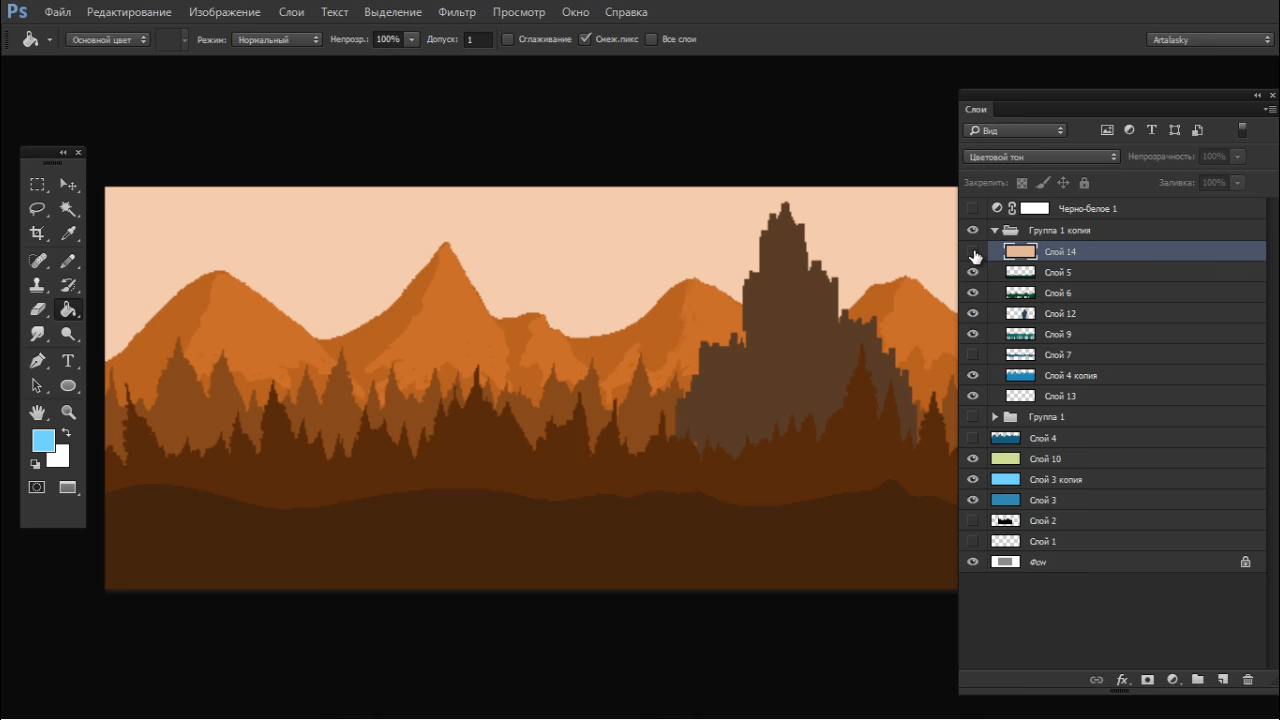 Ps Файл Редактирование Изображение Слои Текст Выделение Фильтр Просмотр Окно Справка
Основной цвет Режим: Нормальный Непрозр.: 100% Допуск: 1 Сглаживание Смеж.пикс Все слои Artalasky
Слои
Вид
Цветовой тон Непрозрачность: 100%
Закрепить: Заливка: 100%
Черно-белое 1
Группа 1 копия
Слой 14
Слой 5
Слой 6
Слой 12
Слой 9
Слой 7
Слой 4 копия
Слой 13
Группа 1
Слой 4
Слой 10
Слой 3 копия
Слой 3
Слой 2
Слой 1
Фон